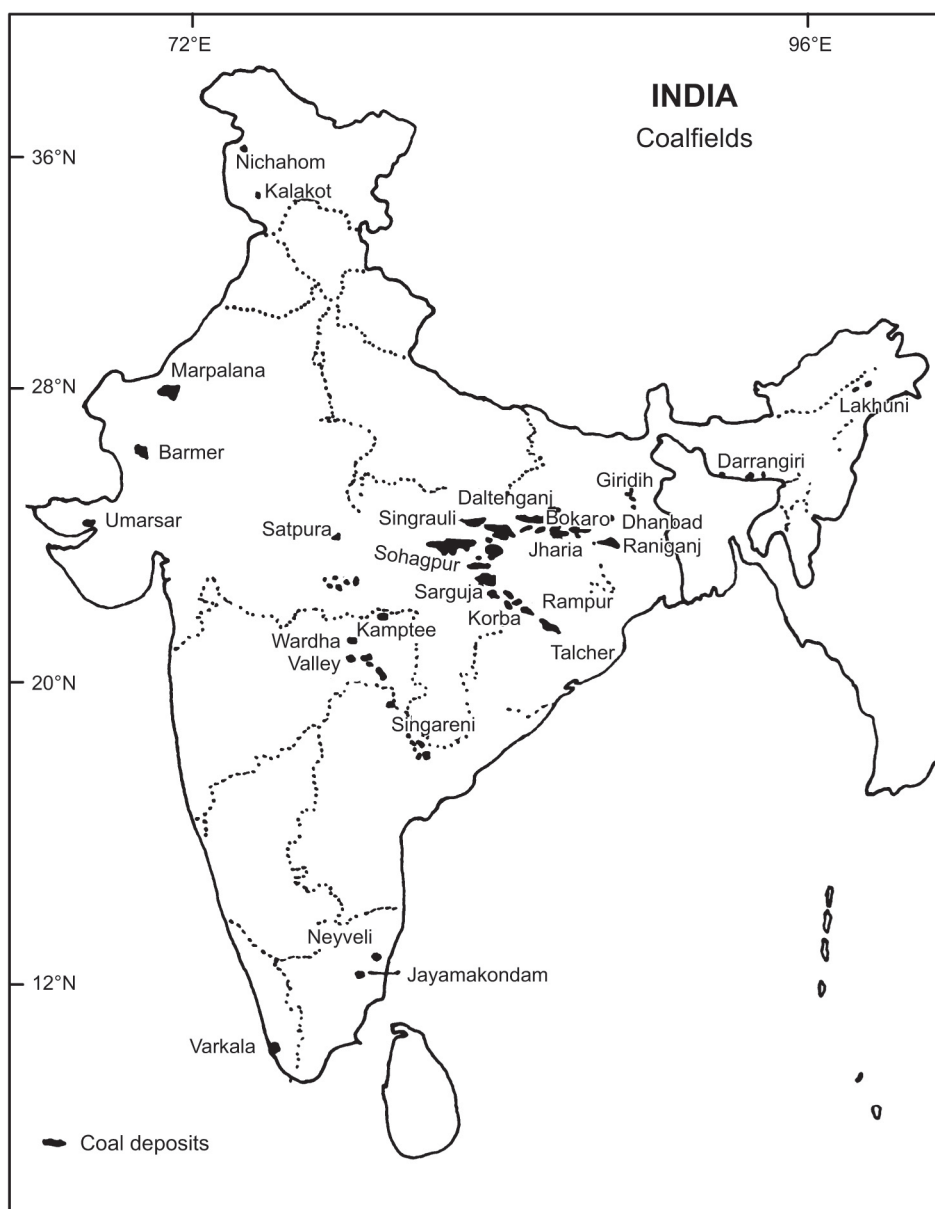 72°E
96°E
INDIA
Coalfields
36°N
Nichahom
Kalakot
28°N
Marpalana
Lakhuni
Barmer
Darrangiri
Giridih
Daltenganj
Umarsar
Singrauli
Bokaro
Dhanbad
Satpura
Jharia
Raniganj
Sohagpur
Sarguja
Rampur
Korba
Kamptee
Wardha
Valley
Talcher
20°N
Singareni
Neyveli
12°N
Jayamakondam
Varkala
Coal deposits